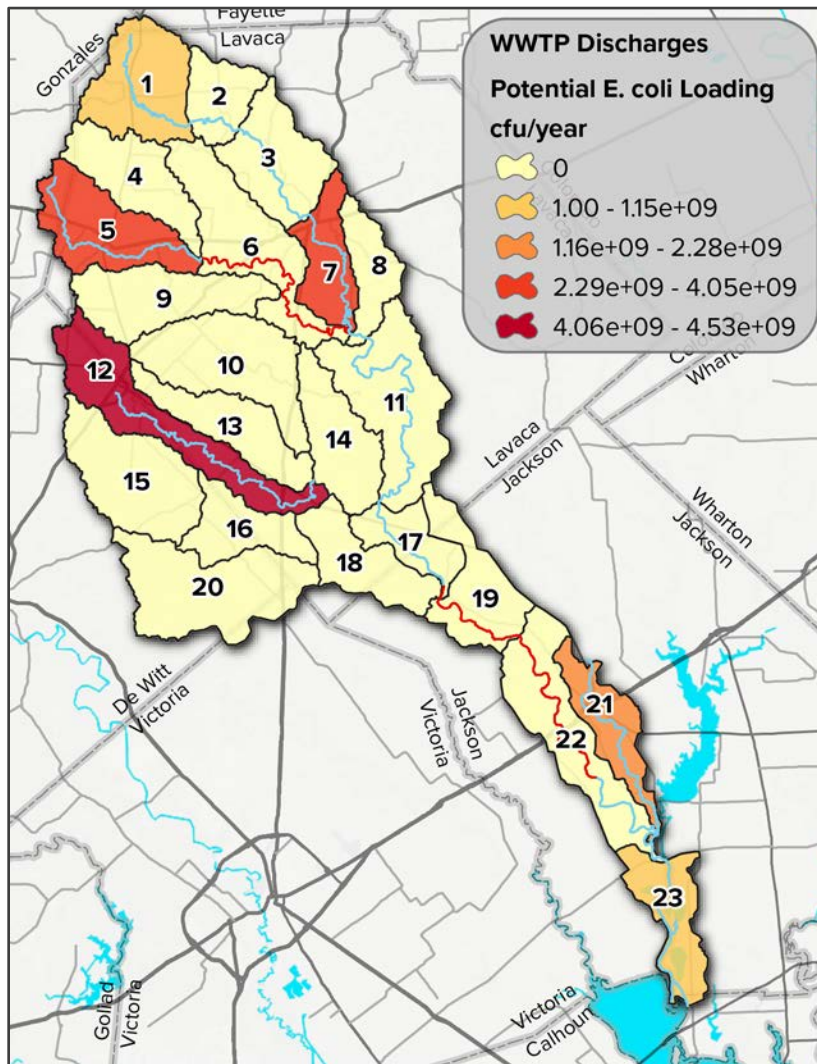 Fayette
Lavaca
Gonzales
WWTP Discharges
Potential E. coli Loading
cfu/year
0
1.00 - 1.15e+09
1.16e+09 - 2.28e+09
2.29e+09 - 4.05e+09
4.06e+09 - 4.53e+09
Colorado
Lavaca
Colorado
Wharton
1
2
3
4
5
6
7
8
9
10
11
12
13
14
15
16
17
18
19
20
21
22
23
Lavaca
Jackson
Wharton
Jackson
De Witt
Victoria
Jackson
Victoria
Goliad
Victoria
Victoria
Calhoun